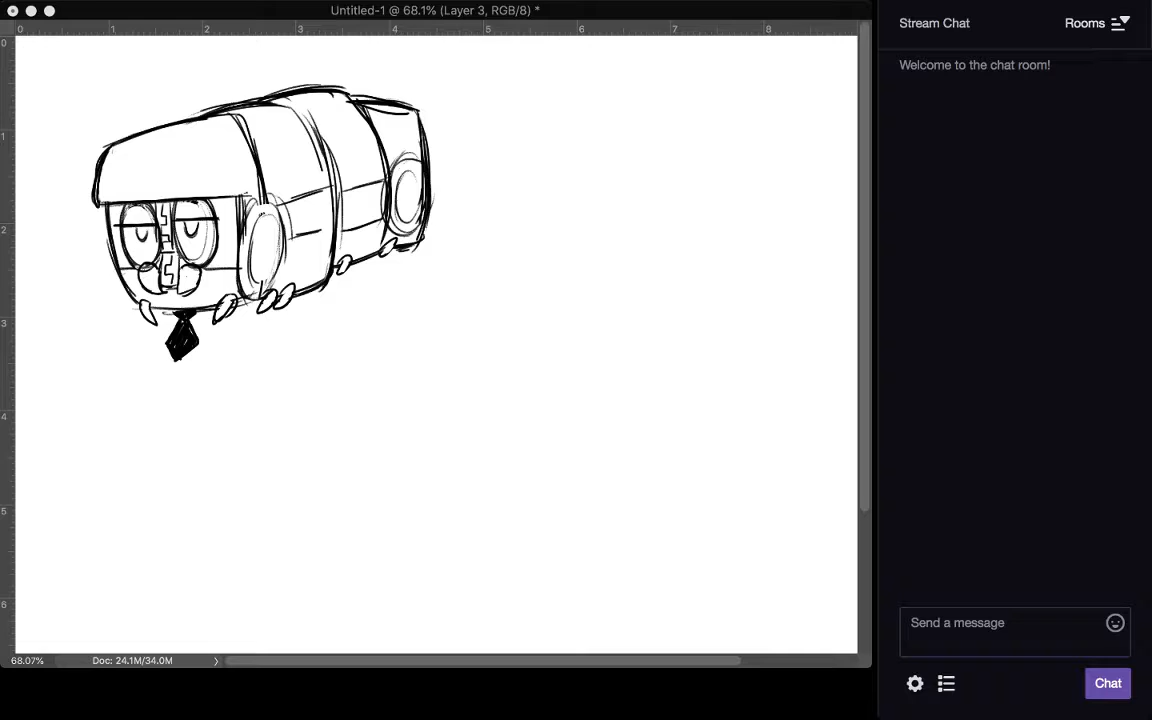 Untitled-1 @ 68.1% (Layer 3, RGB/8) *
0 1 2 3 4 5 6 7 8
0
1
2
3
4
5
6
68.07% Doc: 24.1M/34.0M
Stream Chat Rooms
Welcome to the chat room!
Send a message
Chat